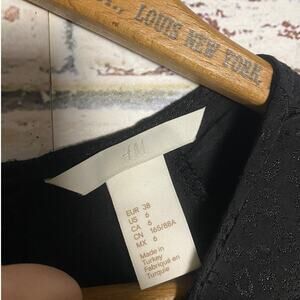 LOUIS NEW YORK.
H&M
EUR 38
US 6
CA 6
CN 165/88A
MX 6
Made in
Turkey
Fabriqué en
Turquie